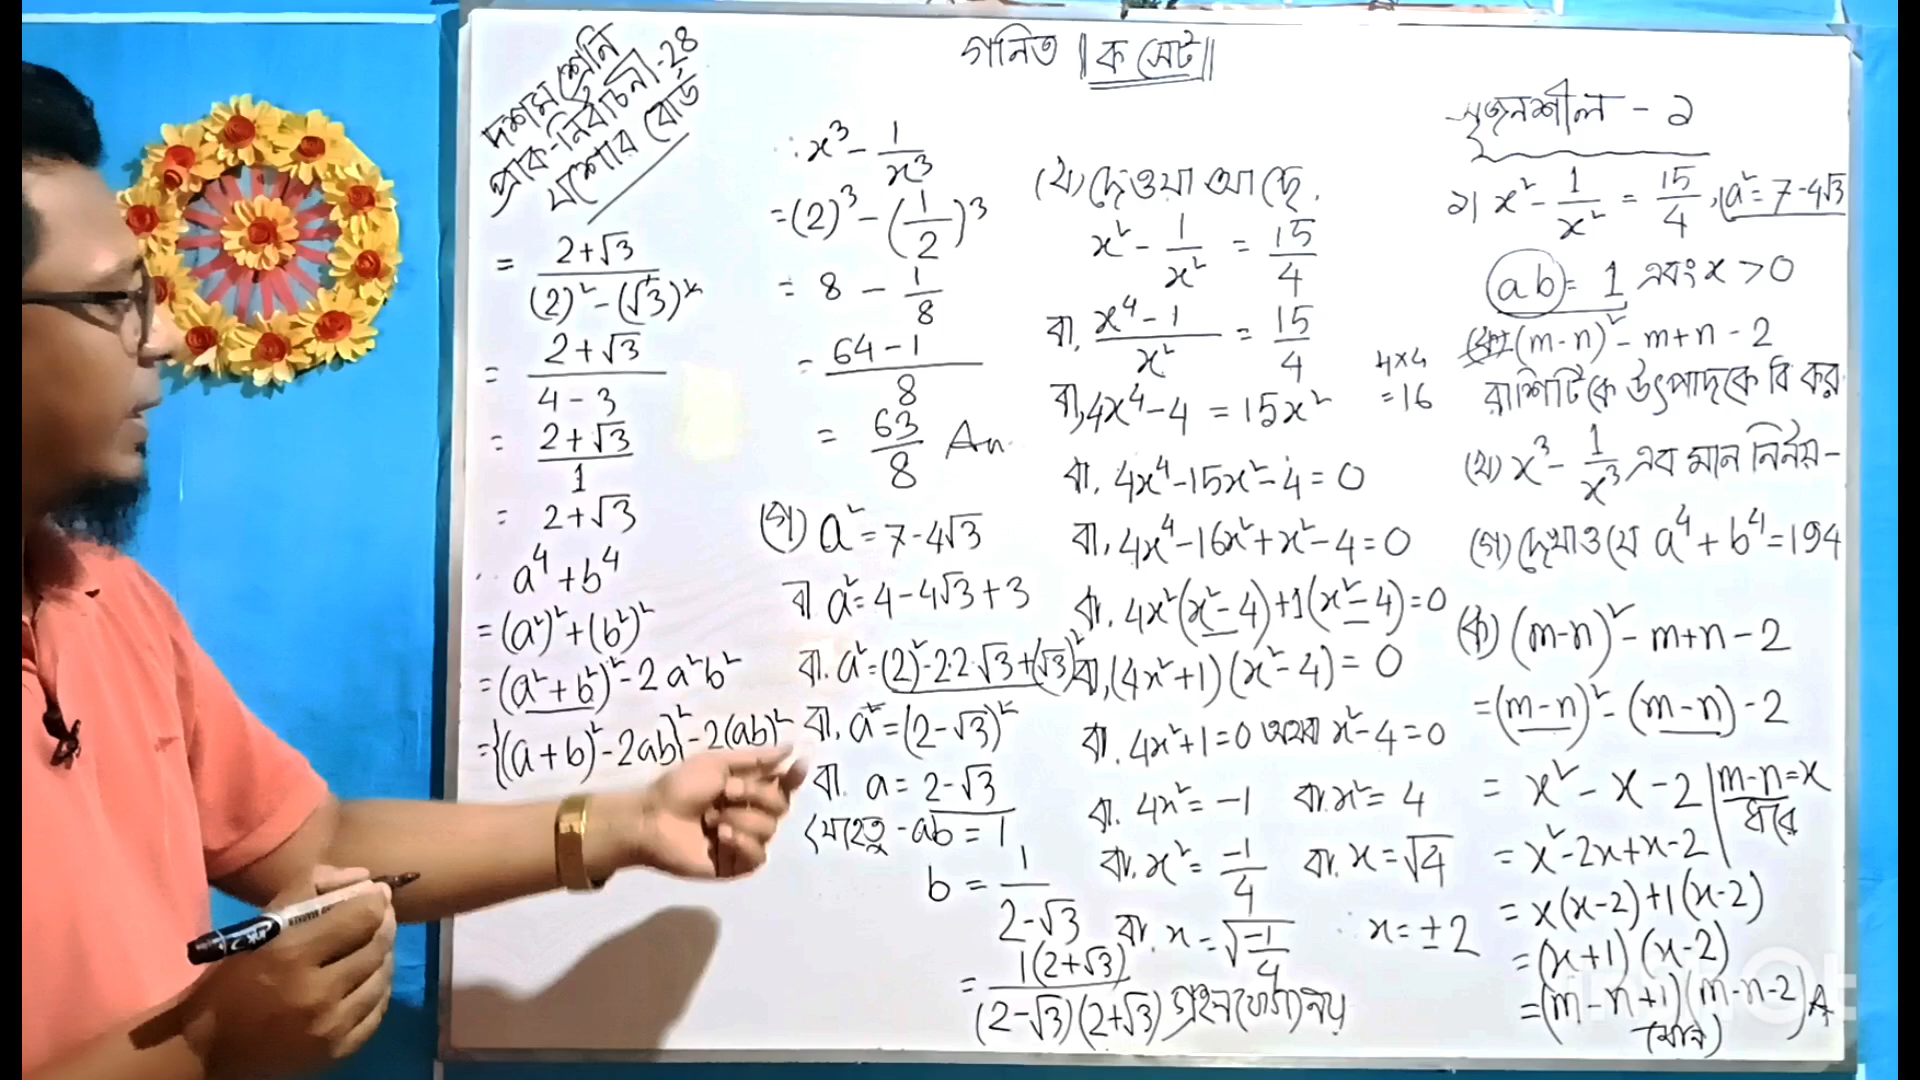 গনিত || ক সেট ||
দশম শ্রেনি
প্রাক-নির্বাচনী-২৪
যশোর বোর্ড
সৃজনশীল - ১
১| x² - 1/x² = 15/4, a² = 7-4√3
ab = 1 এবং x > 0
(ক) (m-n)² - m+n - 2
রাশিটিকে উৎপাদকে বি কর
(খ) x³ - 1/x³ এর মান নির্নয় -
(গ) দেখাও যে a⁴ + b⁴ = 194
(ক) (m-n)² - m+n - 2
= (m-n)² - (m-n) - 2
= x² - x - 2 | m-n=x ধরে
= x² - 2x + x - 2
= x(x-2)+1(x-2)
= (x+1)(x-2)
= (m-n+1)(m-n-2)
(খ) দেওয়া আছে,
x² - 1/x² = 15/4
বা, (x⁴-1)/x² = 15/4
4×4
=16
বা, 4x⁴-4 = 15x²
বা, 4x⁴-15x²-4=0
বা, 4x⁴-16x²+x²-4=0
বা, 4x²(x²-4)+1(x²-4)=0
বা, (4x²+1)(x²-4)=0
বা, 4x²+1=0 অথবা x²-4=0
বা, 4x²=-1 বা, x²=4
বা, x²=-1/4 বা, x=√4
বা, x=√(-1/4) ∴ x=±2
গ্রহনযোগ্য নয়
∴ x³ - 1/x³
= (2)³ - (1/2)³
= 8 - 1/8
= (64-1)/8
= 63/8 An
(গ) a² = 7-4√3
বা, a² = 4-4√3+3
বা, a² = (2)²-2·2·√3+(√3)²
বা, a² = (2-√3)²
বা, a = 2-√3
যেহেতু - ab = 1
b = 1/(2-√3)
= 1(2+√3)/(2-√3)(2+√3)
= (2+√3)/((2)²-(√3)²)
= (2+√3)/(4-3)
= (2+√3)/1
= 2+√3
∴ a⁴+b⁴
= (a²)²+(b²)²
= (a²+b²)²-2a²b²
= {(a+b)²-2ab}²-2(ab)²